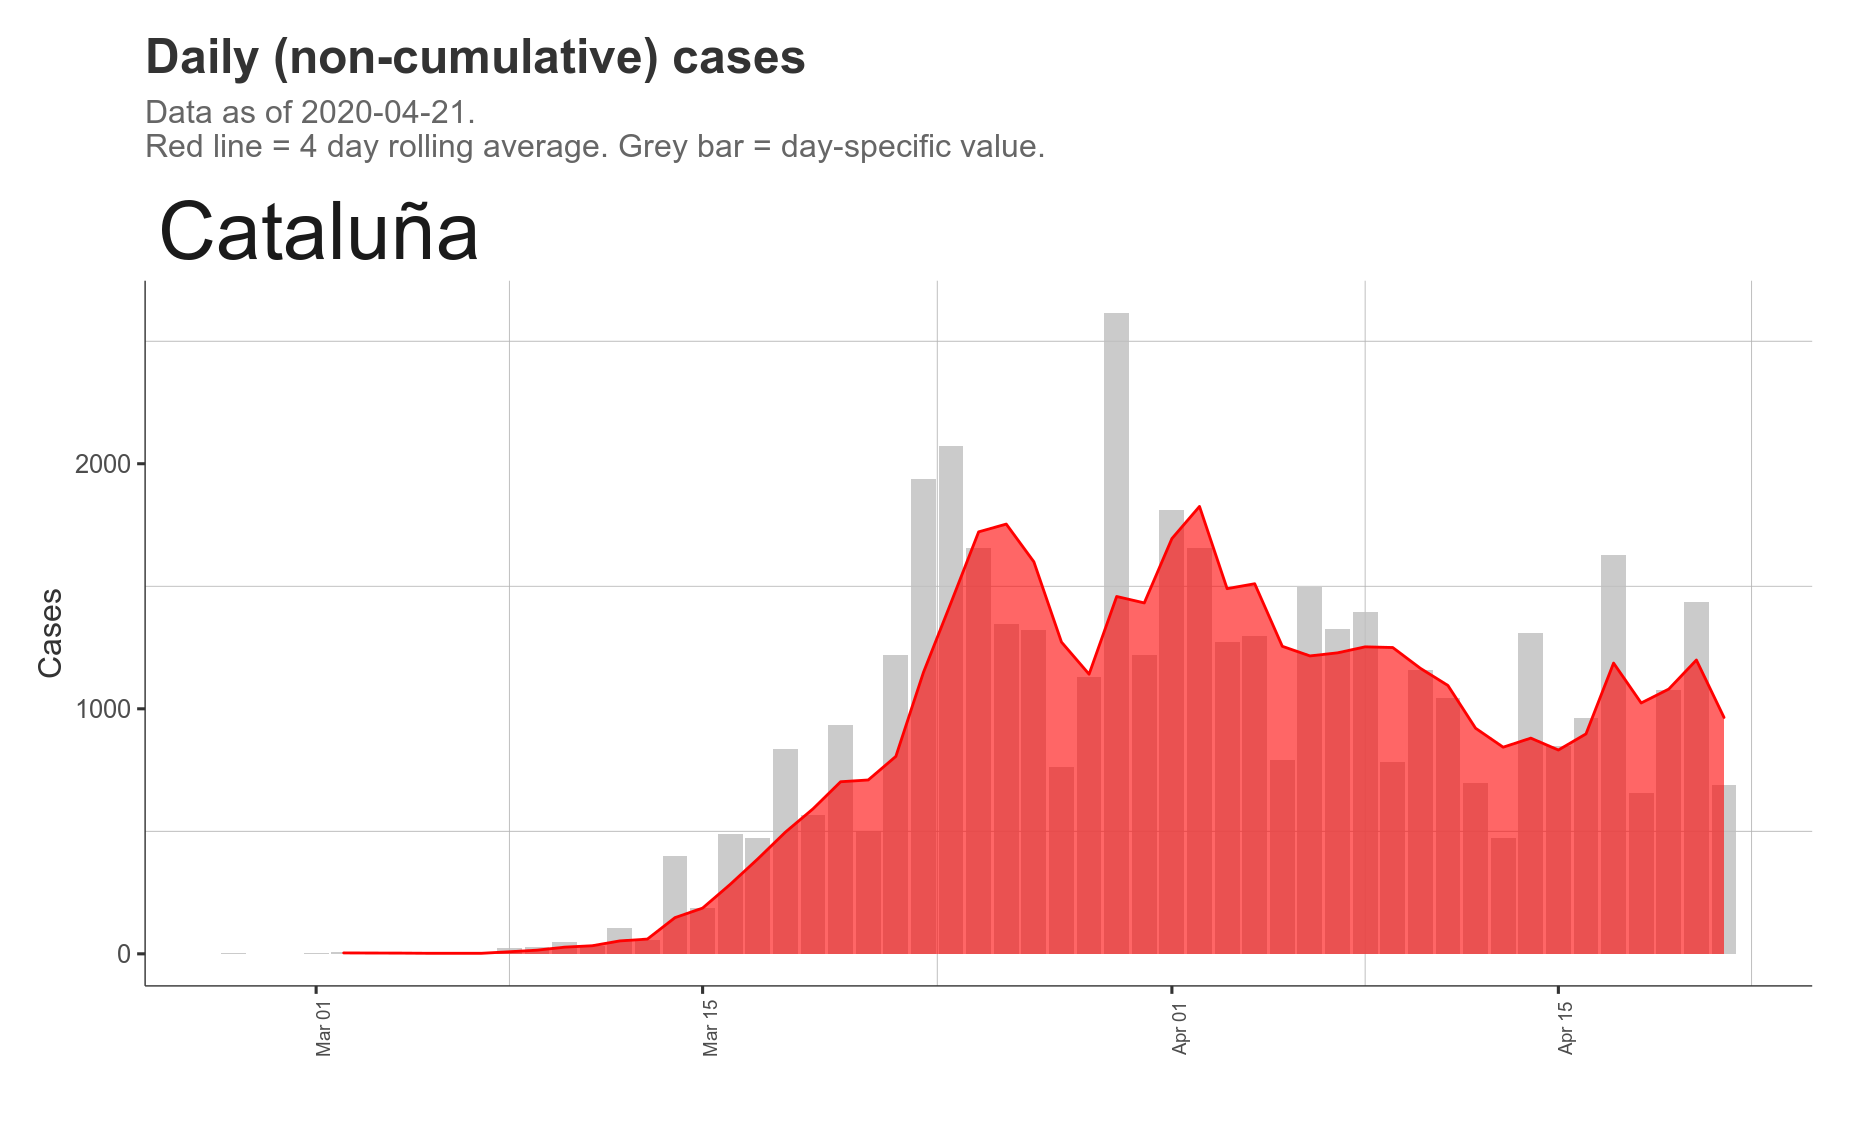 Daily (non-cumulative) cases
Data as of 2020-04-21.
Red line = 4 day rolling average. Grey bar = day-specific value.
Cataluña
Cases
2000
1000
0
Mar 01
Mar 15
Apr 01
Apr 15